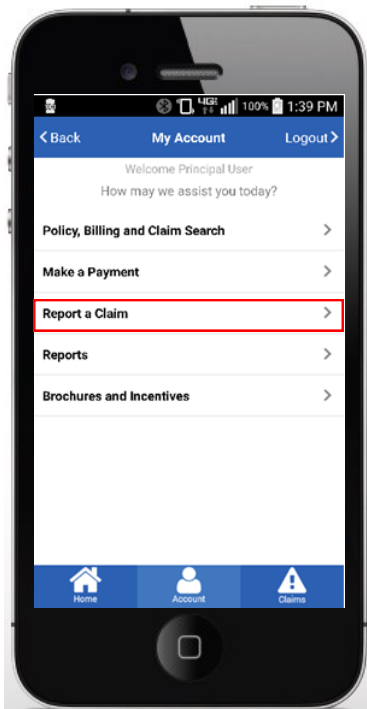 4G 100% 1:39 PM
Back My Account Logout
Welcome Principal User
How may we assist you today?
Policy, Billing and Claim Search
Make a Payment
Report a Claim
Reports
Brochures and Incentives
Home Account Claims